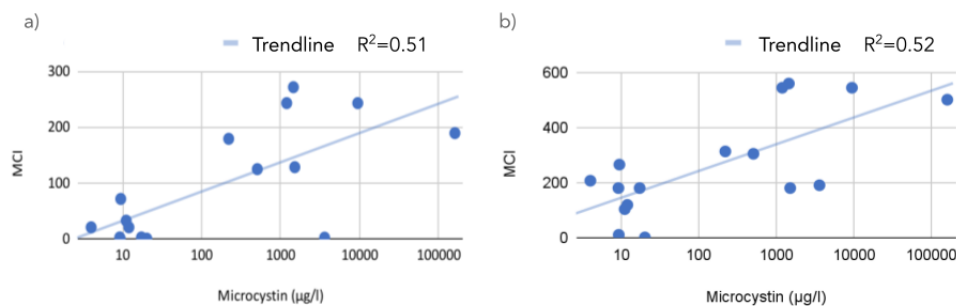 a)
Trendline R²=0.51
300
200
100
0
MCI
10 100 1000 10000 100000
Microcystin (µg/l)
b)
Trendline R²=0.52
600
400
200
0
MCI
10 100 1000 10000 100000
Microcystin (µg/l)